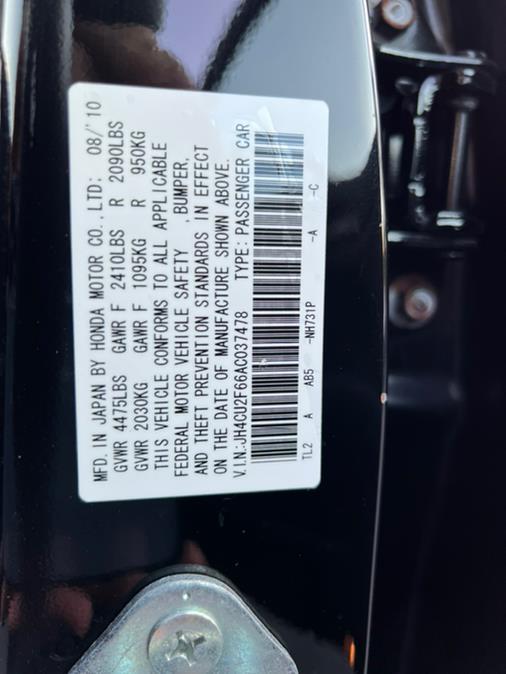 MFD. IN JAPAN BY HONDA MOTOR CO.,LTD: 08/'10
GVWR 4475LBS GAWR F 2410LBS R 2090LBS
GVWR 2030KG GAWR F 1095KG R 950KG
THIS VEHICLE CONFORMS TO ALL APPLICABLE
FEDERAL MOTOR VEHICLE SAFETY ,BUMPER,
AND THEFT PREVENTION STANDARDS IN EFFECT
ON THE DATE OF MANUFACTURE SHOWN ABOVE.
V.I.N:JH4CU2F66AC037478 TYPE: PASSENGER CAR
TL2 A AB5 -NH731P -A -C